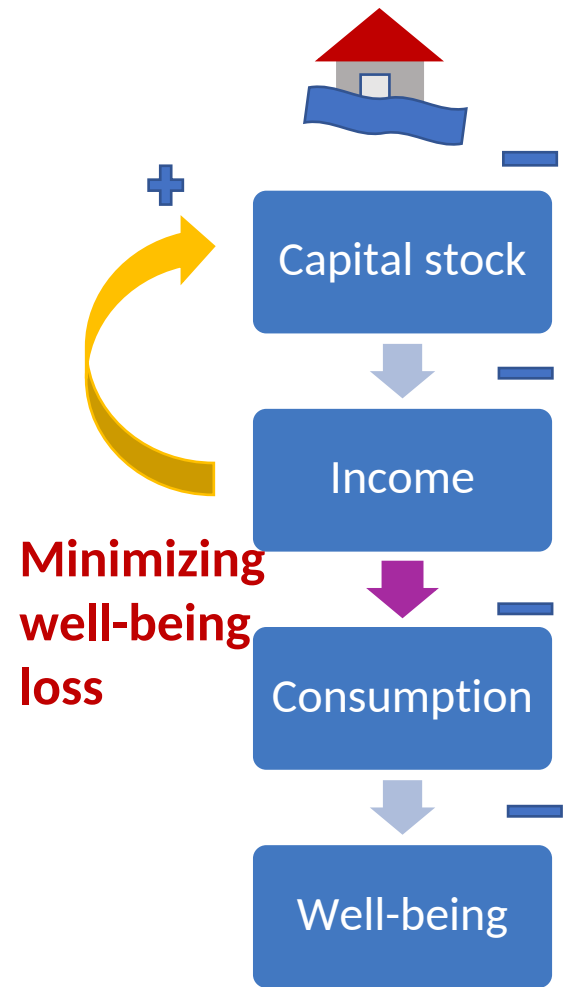 Capital stock
Income
Minimizing
well-being
loss
Consumption
Well-being